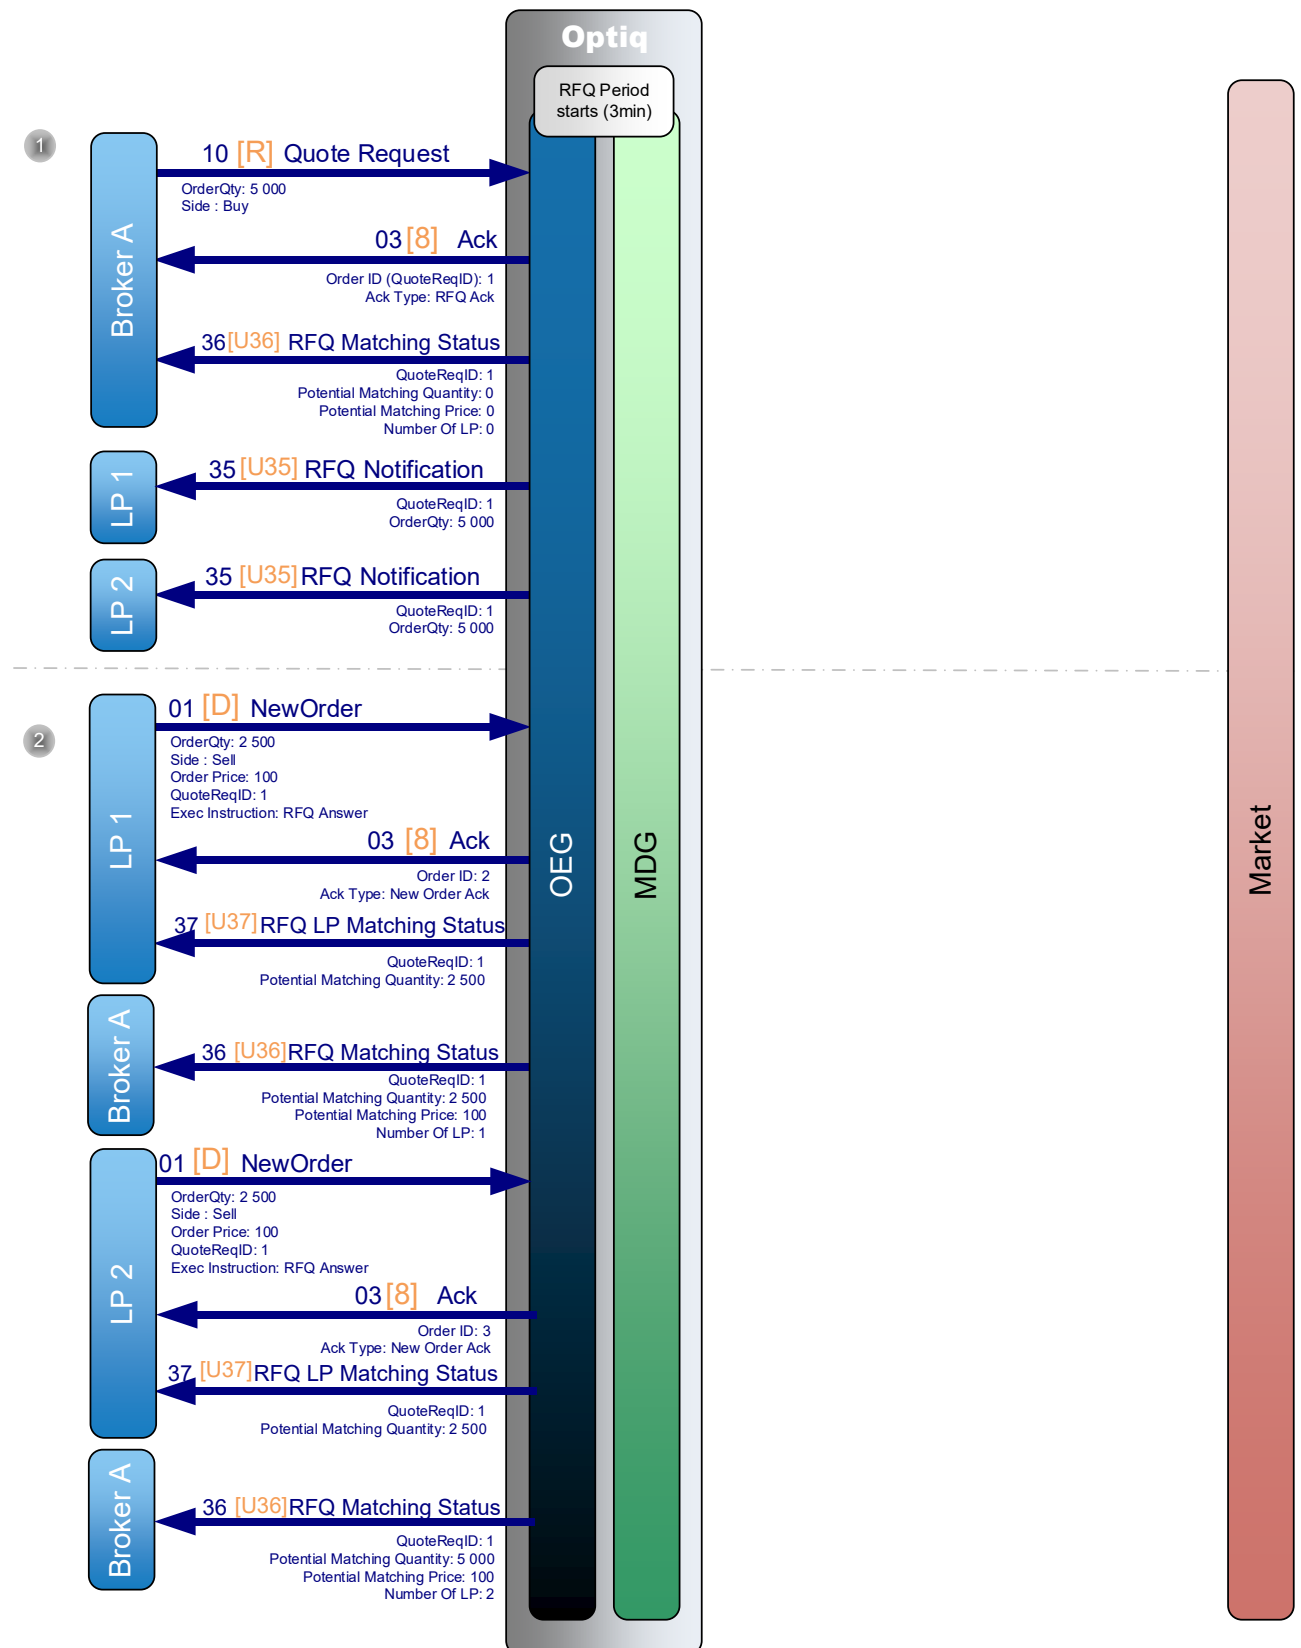 Optiq
RFQ Period
starts (3min)
1
Broker A
10 [R] Quote Request
OrderQty: 5 000
Side : Buy
03 [8] Ack
Order ID (QuoteReqID): 1
Ack Type: RFQ Ack
36 [U36] RFQ Matching Status
QuoteReqID: 1
Potential Matching Quantity: 0
Potential Matching Price: 0
Number Of LP: 0
LP 1
35 [U35] RFQ Notification
QuoteReqID: 1
OrderQty: 5 000
LP 2
35 [U35] RFQ Notification
QuoteReqID: 1
OrderQty: 5 000
2
LP 1
01 [D] NewOrder
OrderQty: 2 500
Side : Sell
Order Price: 100
QuoteReqID: 1
Exec Instruction: RFQ Answer
03 [8] Ack
Order ID: 2
Ack Type: New Order Ack
37 [U37] RFQ LP Matching Status
QuoteReqID: 1
Potential Matching Quantity: 2 500
OEG
MDG
Market
Broker A
36 [U36] RFQ Matching Status
QuoteReqID: 1
Potential Matching Quantity: 2 500
Potential Matching Price: 100
Number Of LP: 1
LP 2
01 [D] NewOrder
OrderQty: 2 500
Side : Sell
Order Price: 100
QuoteReqID: 1
Exec Instruction: RFQ Answer
03 [8] Ack
Order ID: 3
Ack Type: New Order Ack
37 [U37] RFQ LP Matching Status
QuoteReqID: 1
Potential Matching Quantity: 2 500
Broker A
36 [U36] RFQ Matching Status
QuoteReqID: 1
Potential Matching Quantity: 5 000
Potential Matching Price: 100
Number Of LP: 2